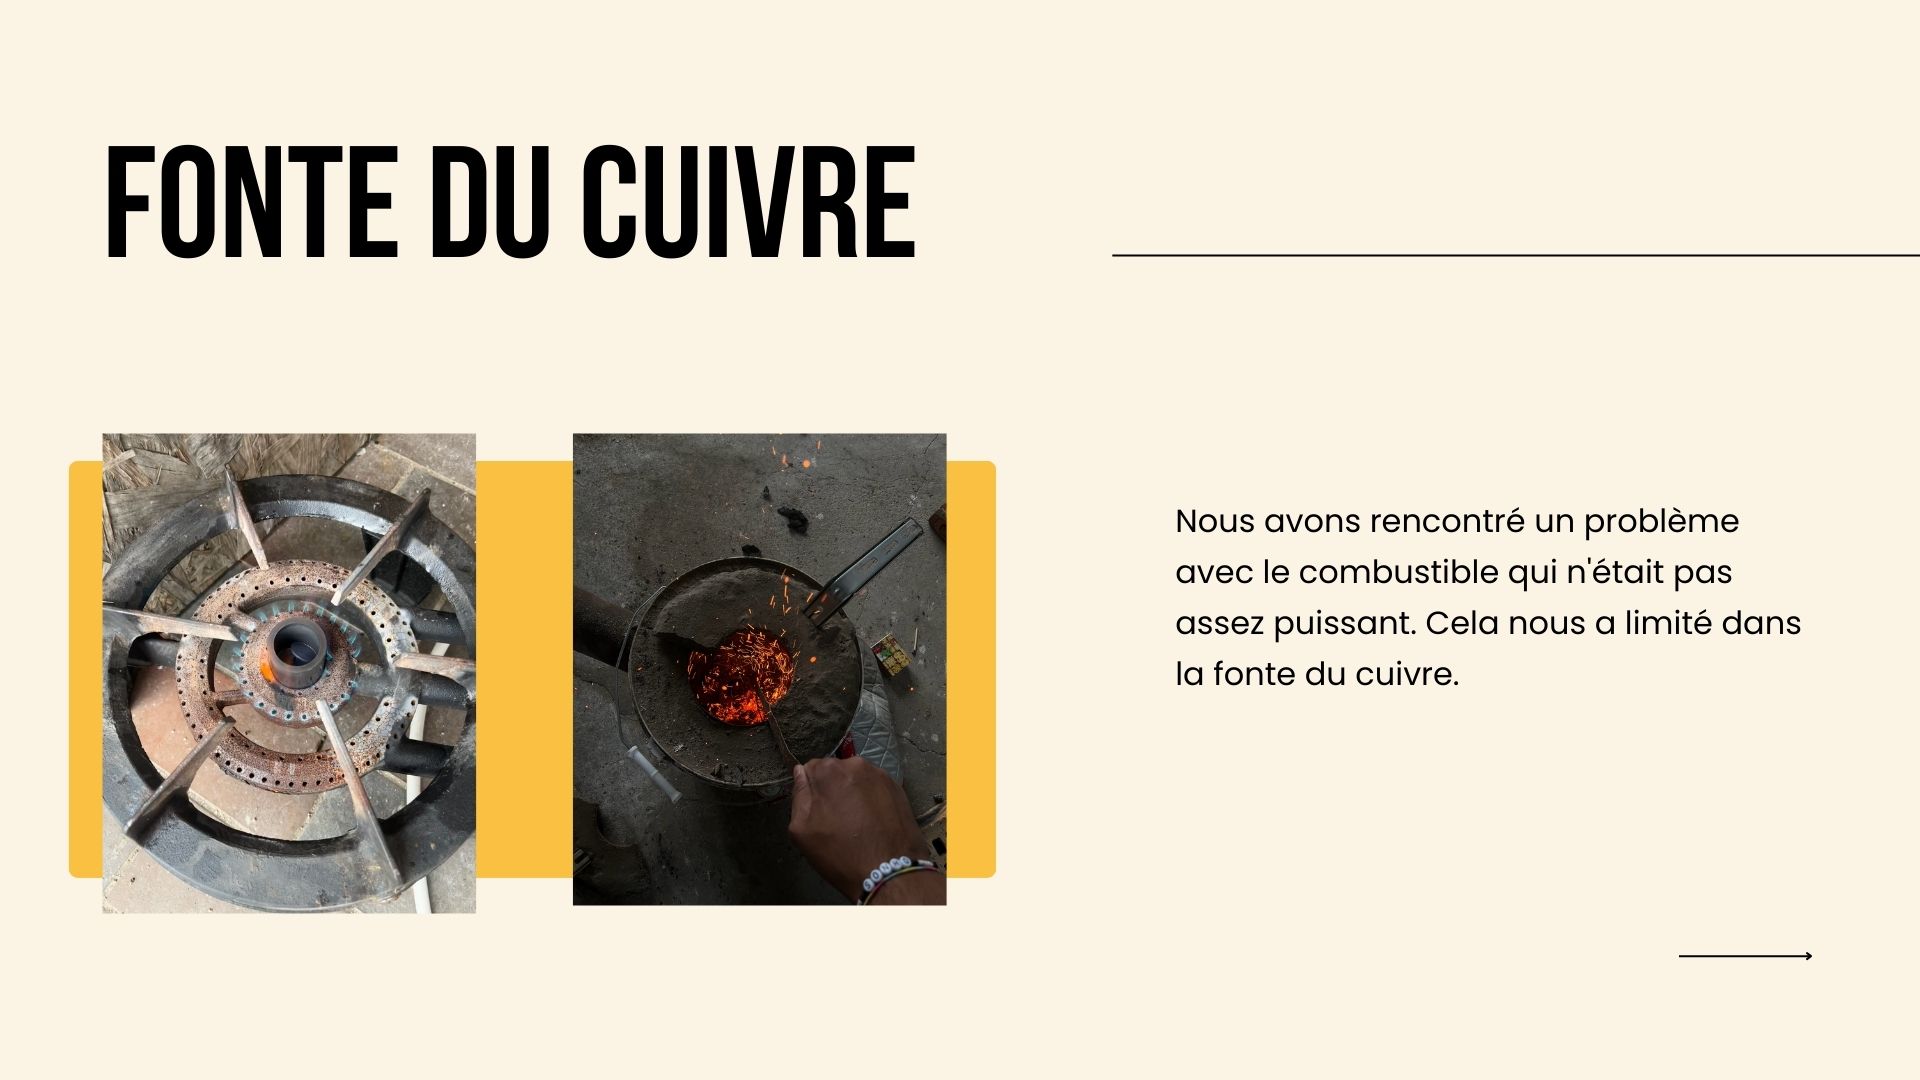 FONTE DU CUIVRE
Nous avons rencontré un problème
avec le combustible qui n'était pas
assez puissant. Cela nous a limité dans
la fonte du cuivre.